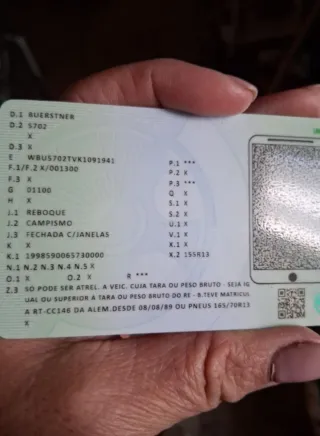 D.1 BUERSTNER
D.2 S702
X
D.3 X
E WBUS702TVK1091941
F.1/F.2 X/001300
F.3 X
G 01100
H X
J.1 REBOQUE
J.2 CAMPISMO
J.3 FECHADA C/JANELAS
K X
K.1 1998590065730000
N.1 N.2 N.3 N.4 N.5 X
O.1 X O.2 X R ***
P.1 ***
P.2 X
P.3 ***
Q X
S.1 X
S.2 X
U.1 X
V.1 X
X.1 X
X.2 155R13
Z.3 SO PODE SER ATREL. A VEIC. CUJA TARA OU PESO BRUTO - SEJA IG
UAL OU SUPERIOR A TARA OU PESO BRUTO DO RE - B.TEVE MATRICUL
A RT-CC146 DA ALEM.DESDE 08/08/89 OU PNEUS 165/70R13
X